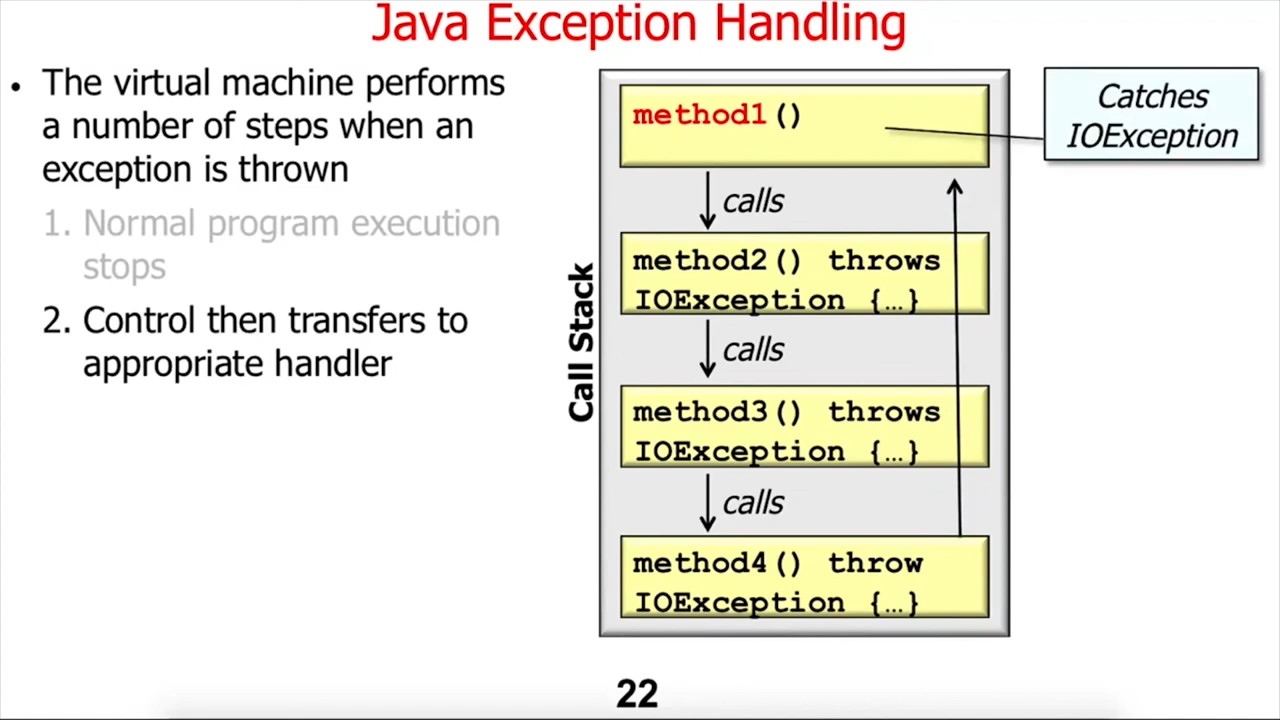 Java Exception Handling
• The virtual machine performs
a number of steps when an
exception is thrown
1. Normal program execution
stops
2. Control then transfers to
appropriate handler
Call Stack
method1()
calls
method2() throws
IOException {…}
calls
method3() throws
IOException {…}
calls
method4() throw
IOException {…}
Catches
IOException
22